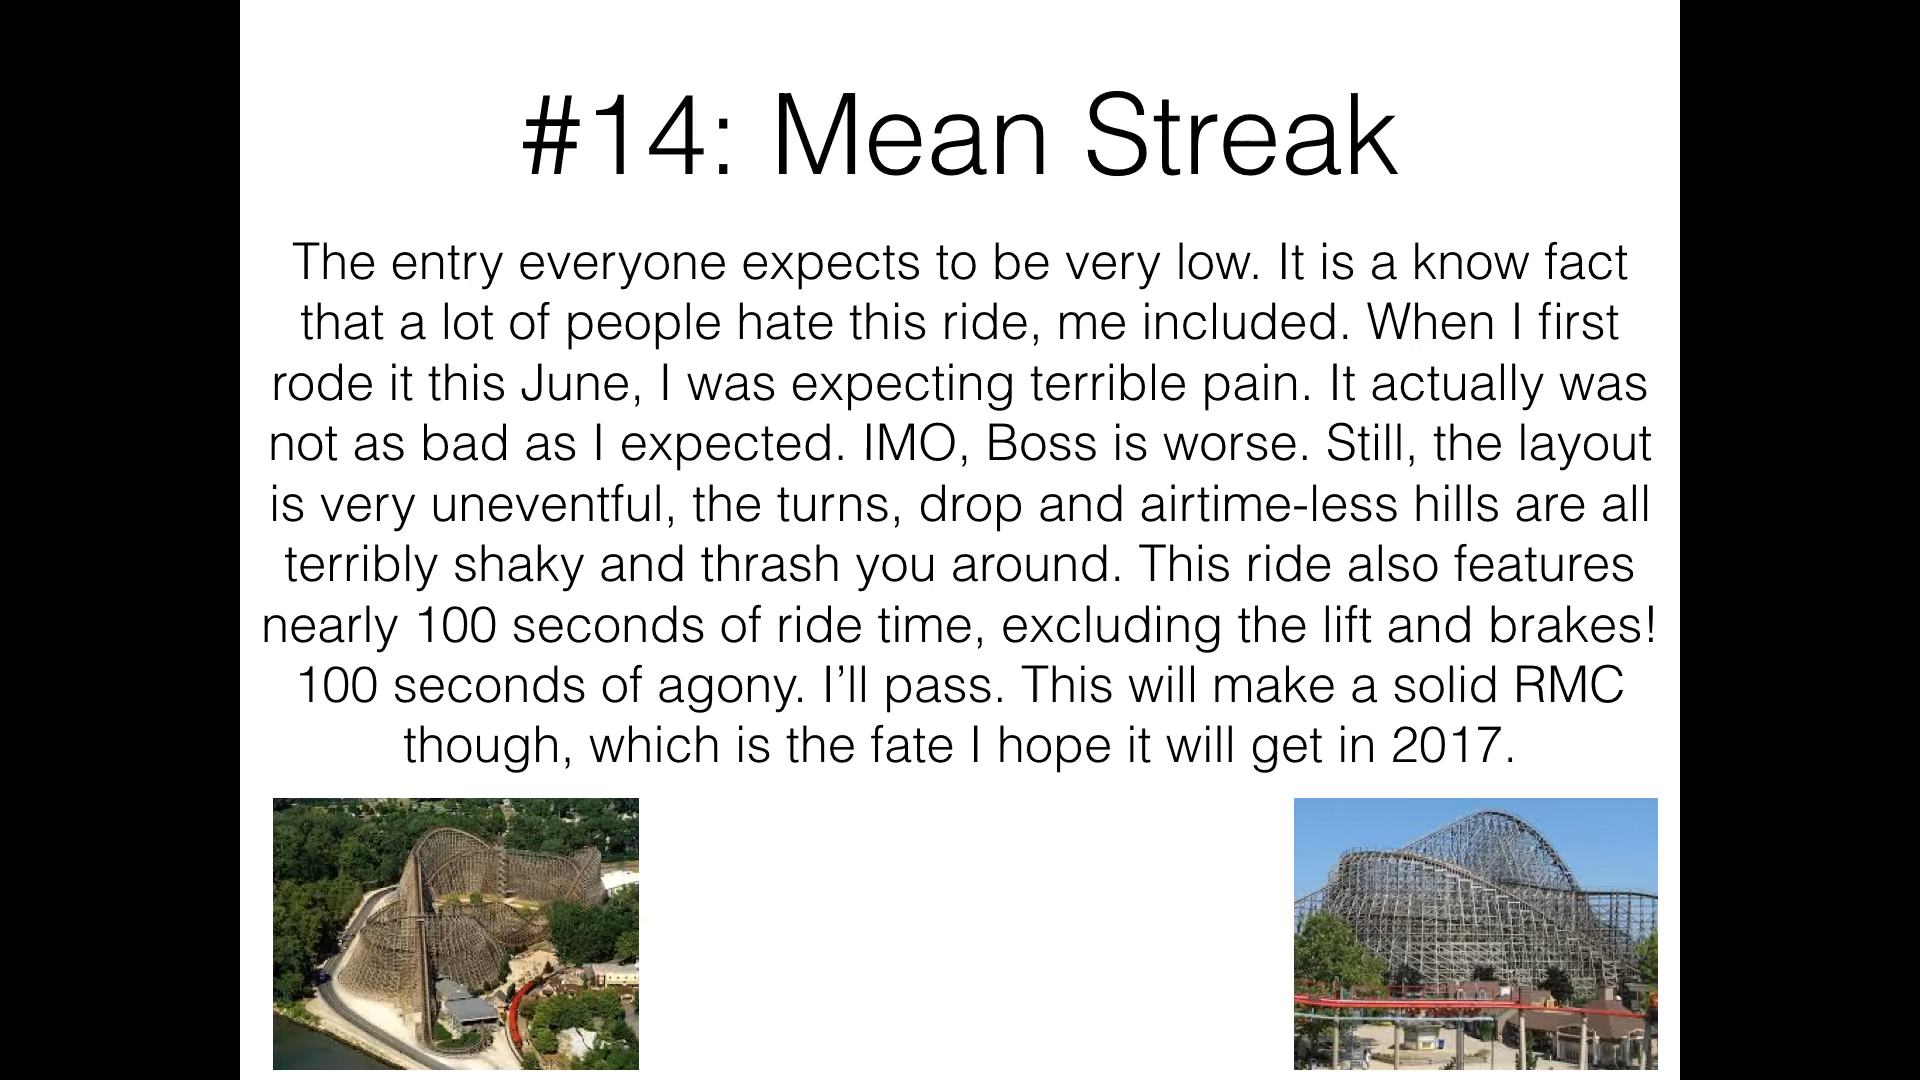 #14: Mean Streak
The entry everyone expects to be very low. It is a know fact
that a lot of people hate this ride, me included. When I first
rode it this June, I was expecting terrible pain. It actually was
not as bad as I expected. IMO, Boss is worse. Still, the layout
is very uneventful, the turns, drop and airtime-less hills are all
terribly shaky and thrash you around. This ride also features
nearly 100 seconds of ride time, excluding the lift and brakes!
100 seconds of agony. I’ll pass. This will make a solid RMC
though, which is the fate I hope it will get in 2017.